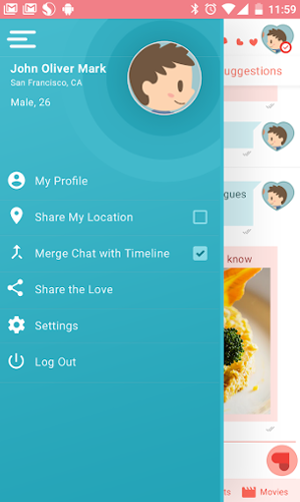 11:59
John Oliver Mark
San Francisco, CA
Male, 26
uggestions
My Profile
gues
Share My Location
Merge Chat with Timeline
know
Share the Love
Settings
Log Out
ts
Movies